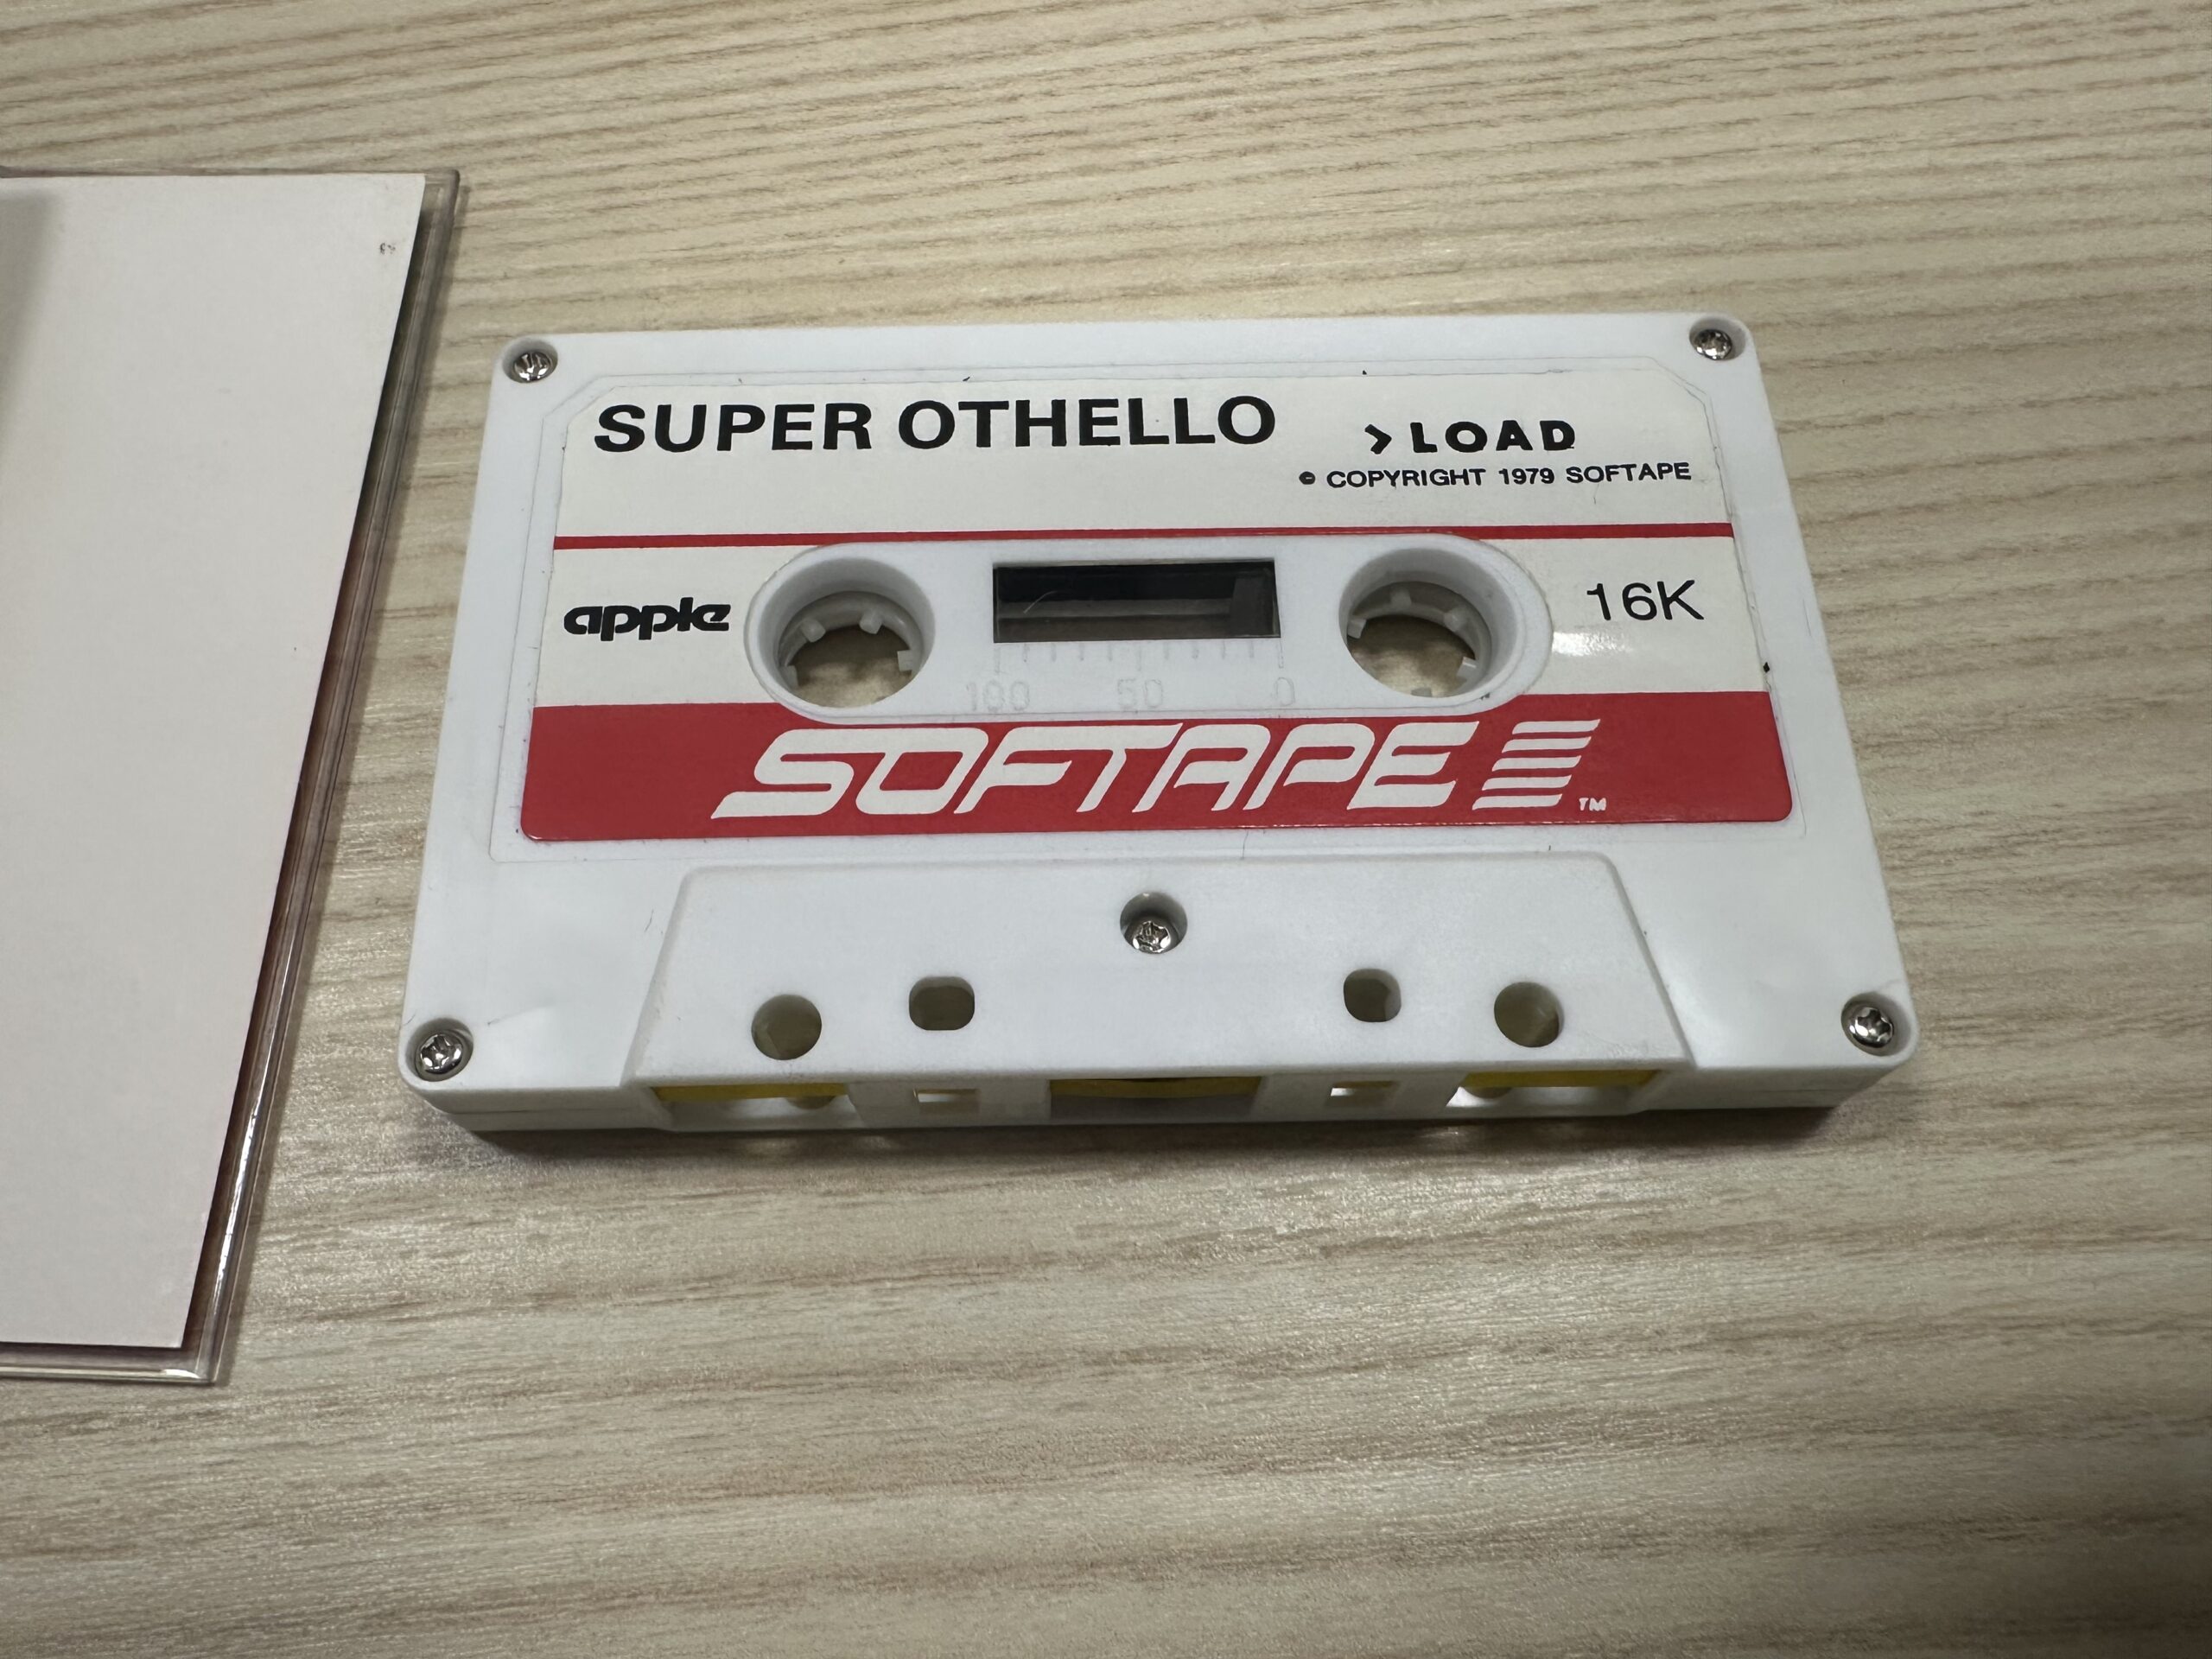 SUPER OTHELLO
>LOAD
© COPYRIGHT 1979 SOFTAPE
apple
16K
100 50 0
SOFTAPE TM